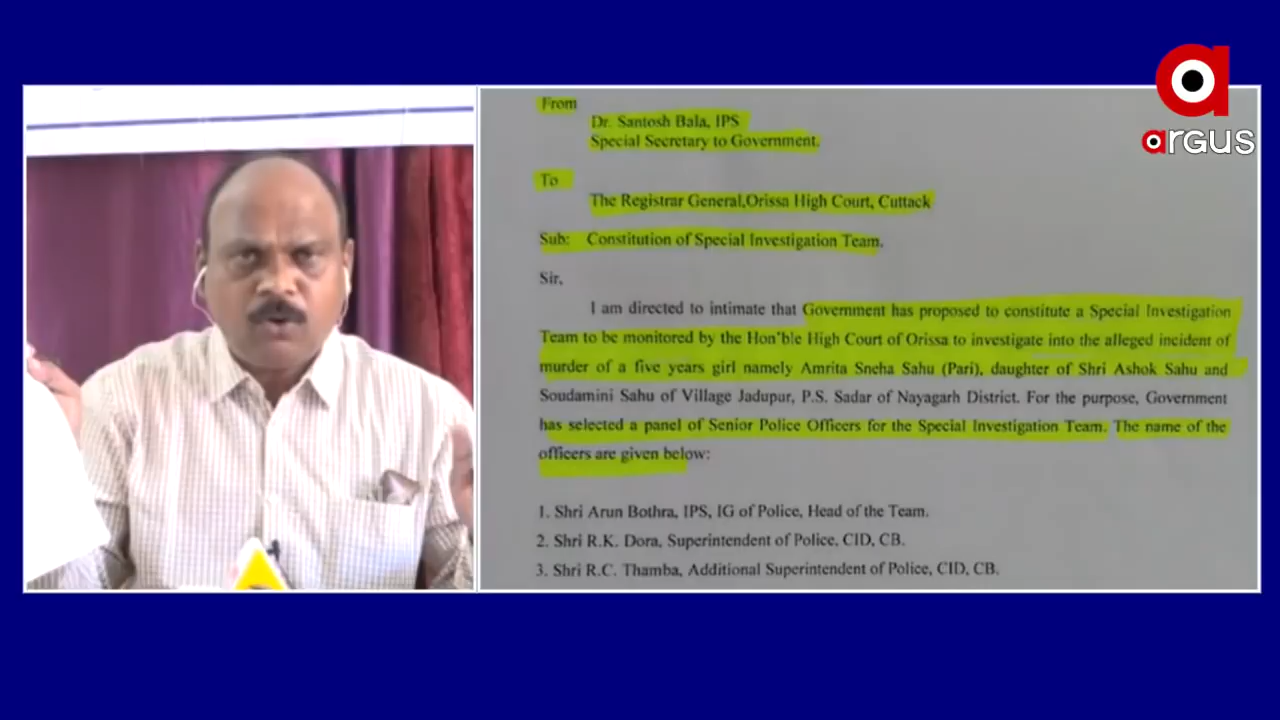 argus
From
Dr. Santosh Bala, IPS
Special Secretary to Government.
To
The Registrar General,Orissa High Court, Cuttack
Sub: Constitution of Special Investigation Team.
Sir,
I am directed to intimate that Government has proposed to constitute a Special Investigation
Team to be monitored by the Hon'ble High Court of Orissa to investigate into the alleged incident of
murder of a five years girl namely Amrita Sneha Sahu (Pari), daughter of Shri Ashok Sahu and
Soudamini Sahu of Village Jadupur, P.S. Sadar of Nayagarh District. For the purpose, Government
has selected a panel of Senior Police Officers for the Special Investigation Team. The name of the
officers are given below:
1. Shri Arun Bothra, IPS, IG of Police, Head of the Team.
2. Shri R.K. Dora, Superintendent of Police, CID, CB.
3. Shri R.C. Thamba, Additional Superintendent of Police, CID, CB.